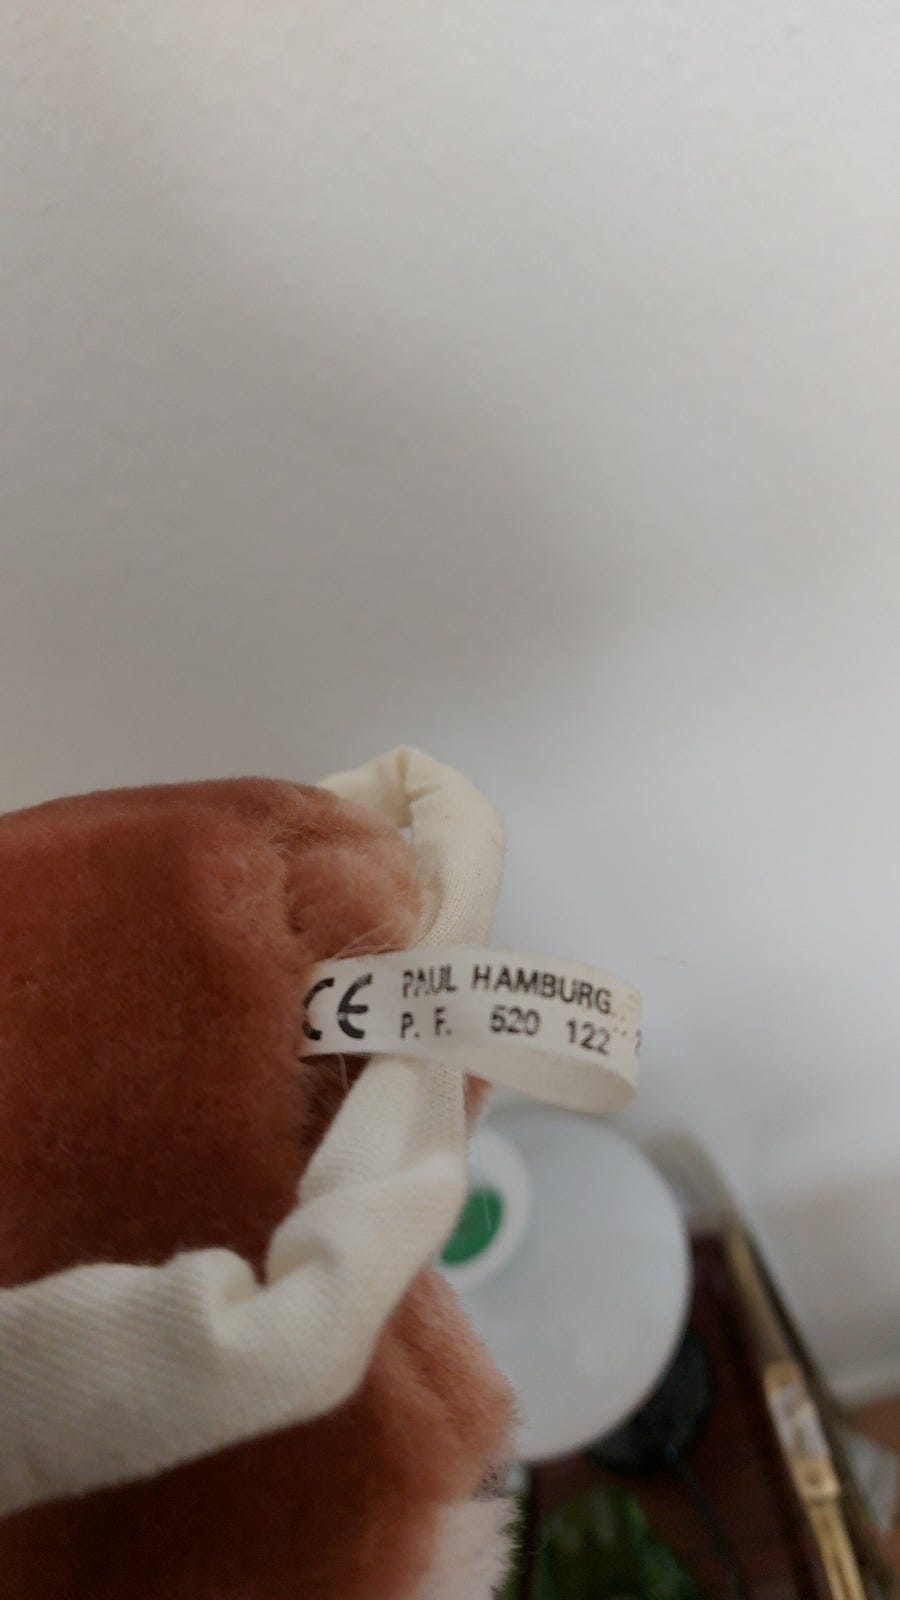 CE PAUL HAMBURG
P. F. 520 122